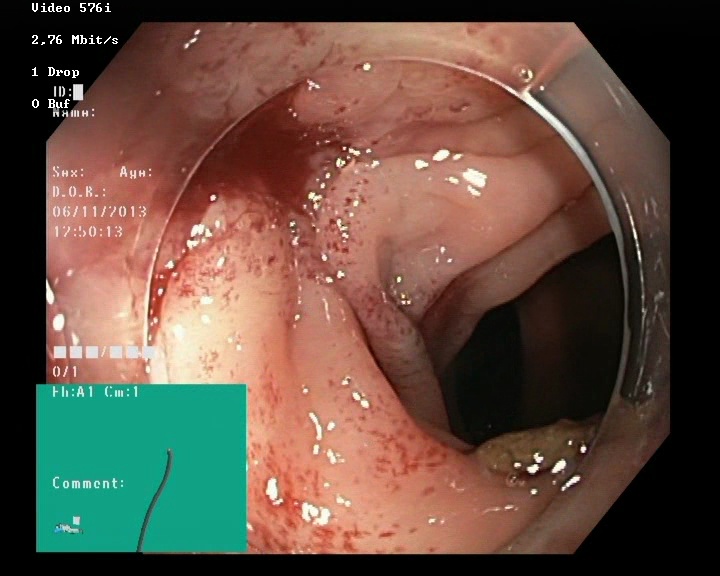 Video 576i
2,76 Mbit/s
1 Drop
ID:
0 Buf
Name:
Sex: Age:
D.O.B.:
06/11/2013
12:50:13
0/1
Eh:A1 Cm:1
Comment: